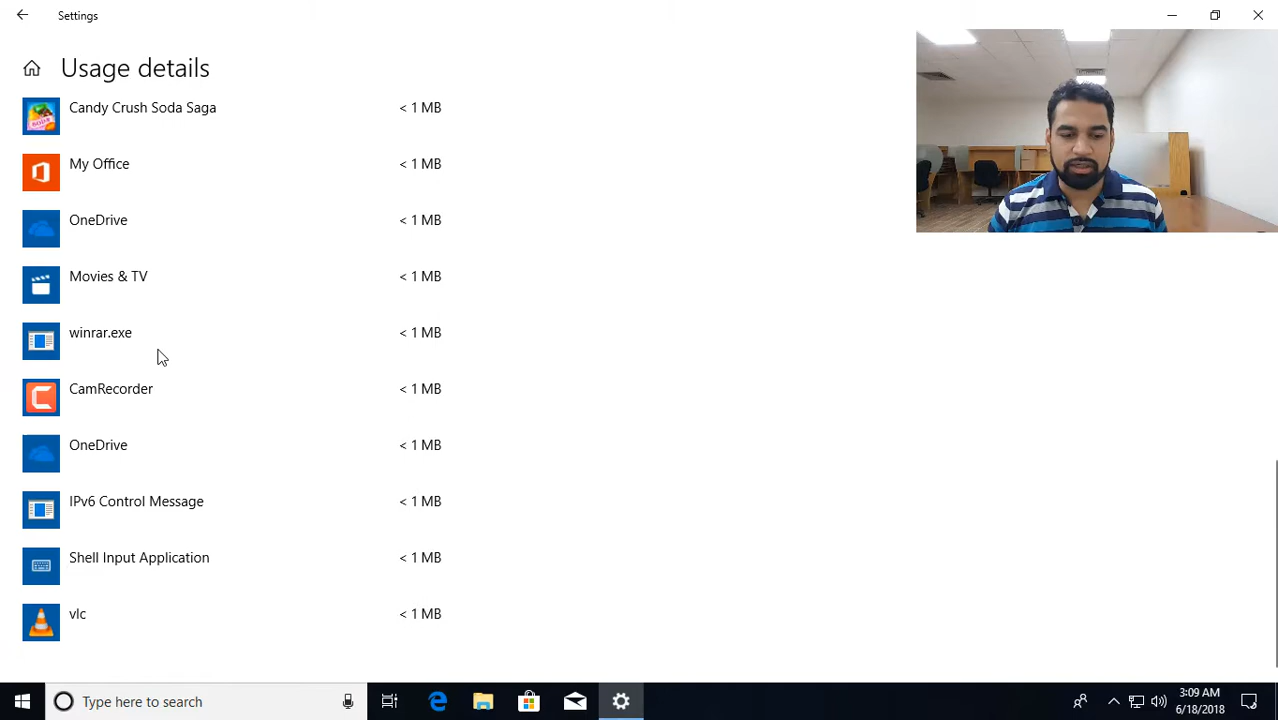 Settings
Usage details
Candy Crush Soda Saga < 1 MB
My Office < 1 MB
OneDrive < 1 MB
Movies & TV < 1 MB
winrar.exe < 1 MB
CamRecorder < 1 MB
OneDrive < 1 MB
IPv6 Control Message < 1 MB
Shell Input Application < 1 MB
vlc < 1 MB
Type here to search
3:09 AM
6/18/2018